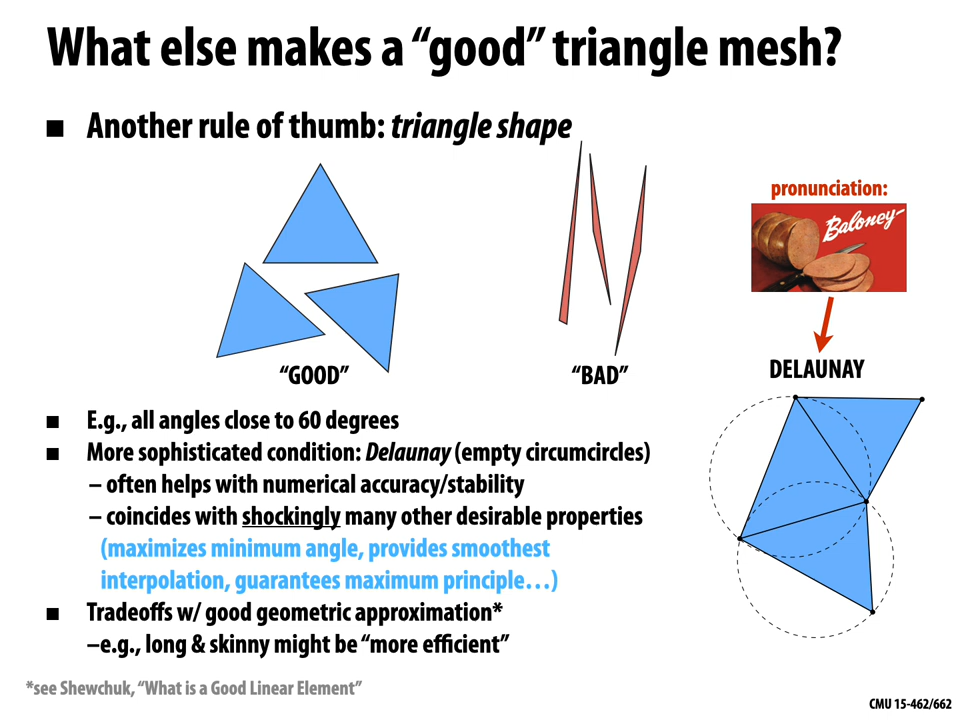 What else makes a “good” triangle mesh?
■ Another rule of thumb: triangle shape
pronunciation:
Baloney
“GOOD”
“BAD”
DELAUNAY
■ E.g., all angles close to 60 degrees
■ More sophisticated condition: Delaunay (empty circumcircles)
– often helps with numerical accuracy/stability
– coincides with shockingly many other desirable properties
(maximizes minimum angle, provides smoothest
interpolation, guarantees maximum principle…)
■ Tradeoffs w/ good geometric approximation*
–e.g., long & skinny might be “more efficient”
*see Shewchuk, “What is a Good Linear Element”
CMU 15-462/662